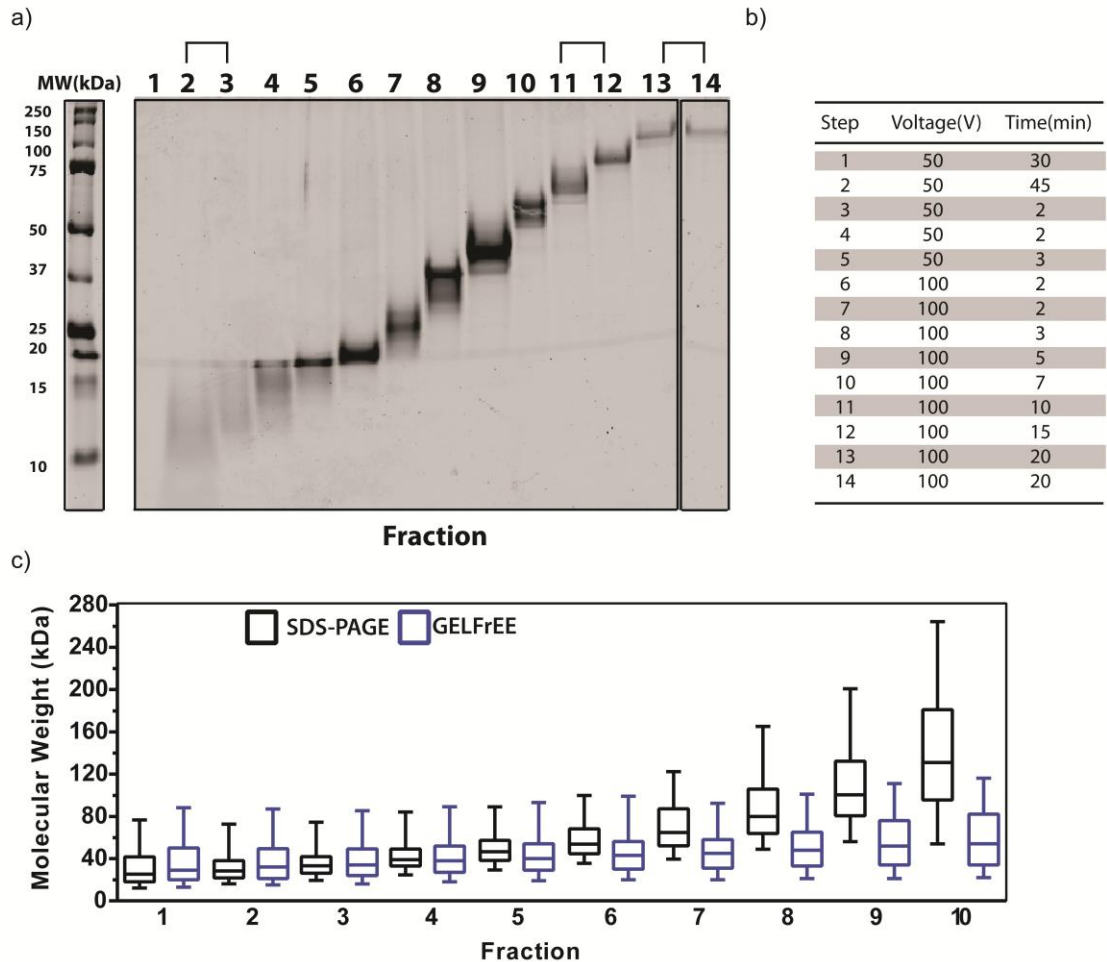 a)
MW(kDa) 1 2 3 4 5 6 7 8 9 10 11 12 13 14
250
150
100
75
50
37
25
20
15
10
Fraction
b)
Step Voltage(V) Time(min)
1 50 30
2 50 45
3 50 2
4 50 2
5 50 3
6 100 2
7 100 2
8 100 3
9 100 5
10 100 7
11 100 10
12 100 15
13 100 20
14 100 20
c)
Molecular Weight (kDa)
280
240
200
160
120
80
40
0
SDS-PAGE GELFrEE
1 2 3 4 5 6 7 8 9 10
Fraction